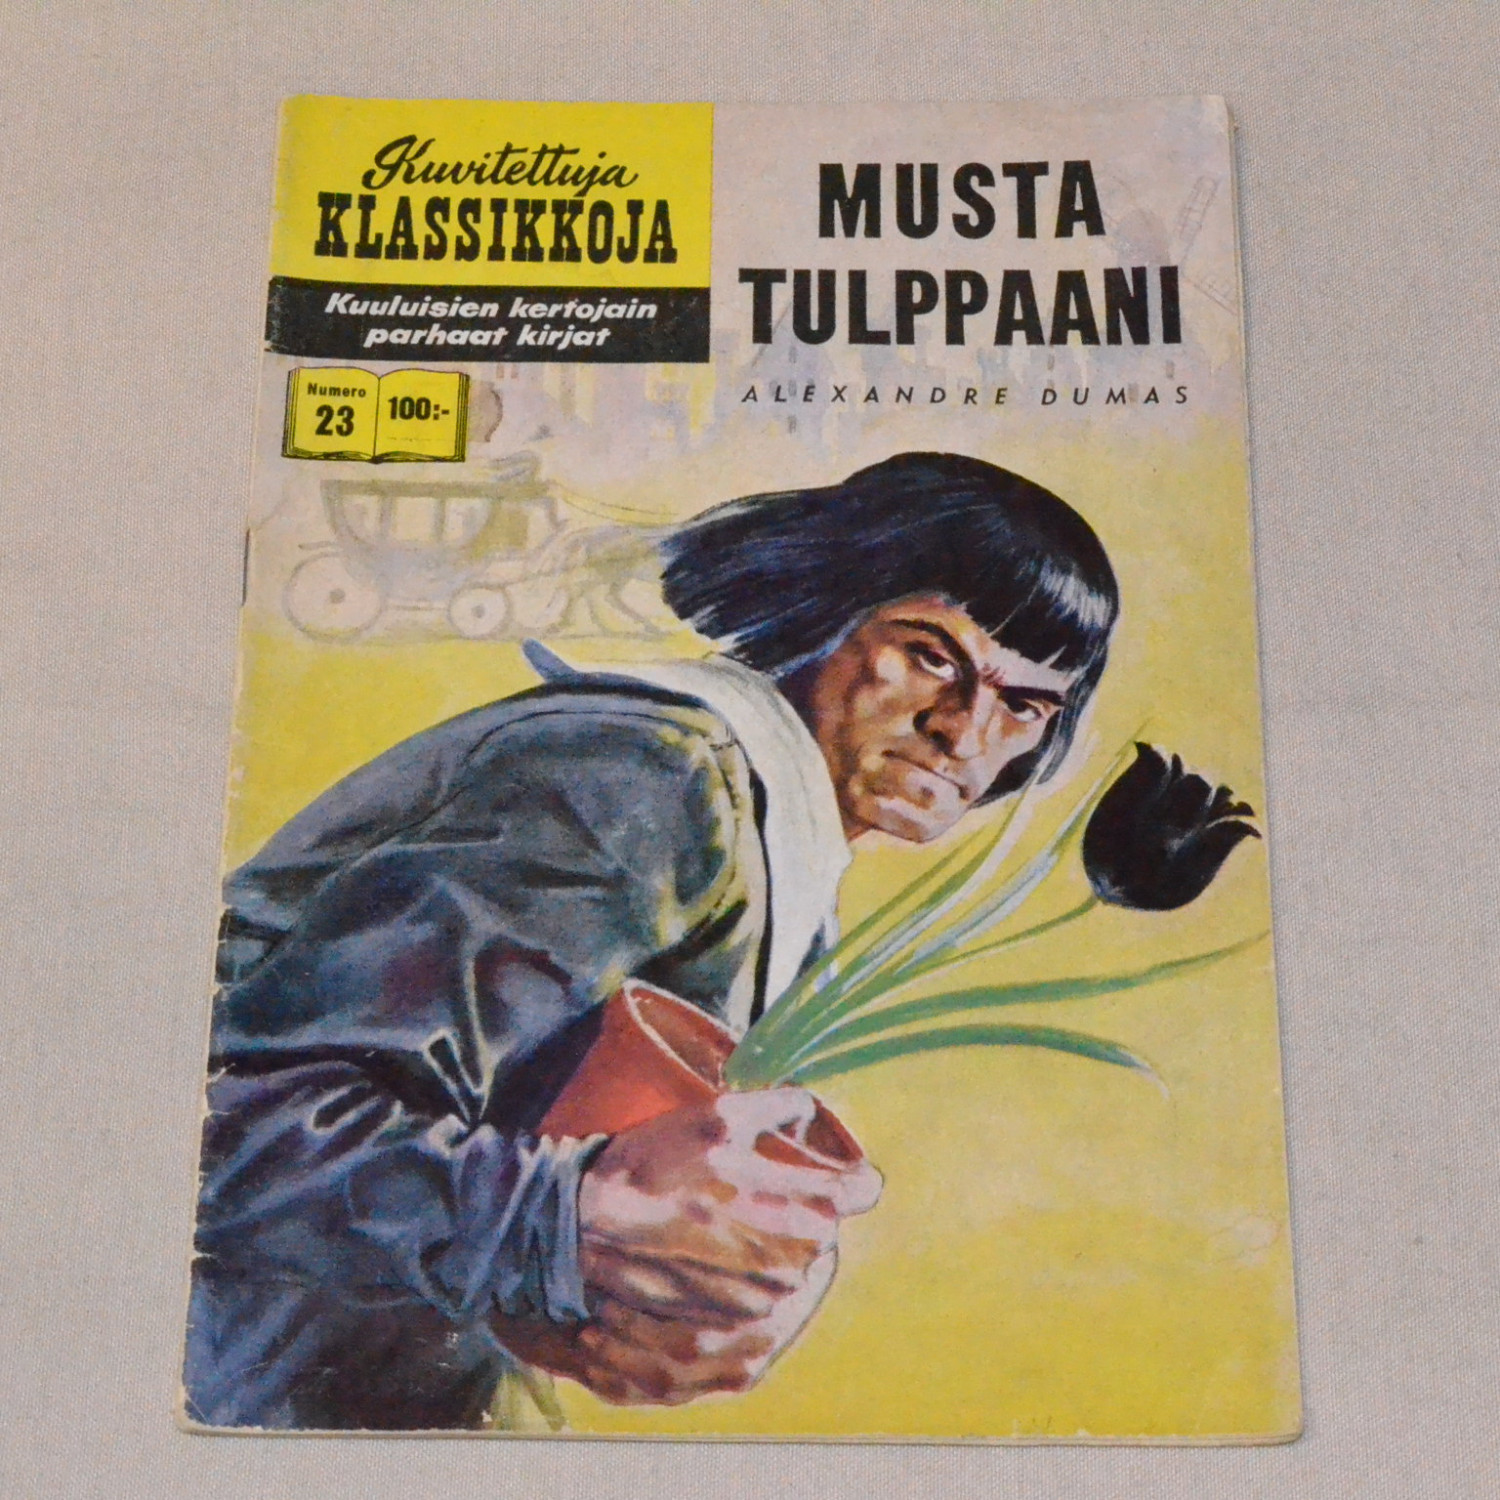 Kuvitettuja
KLASSIKKOJA
Kuuluisien kertojain
parhaat kirjat
Numero
23
100:-
MUSTA
TULPPAANI
ALEXANDRE DUMAS